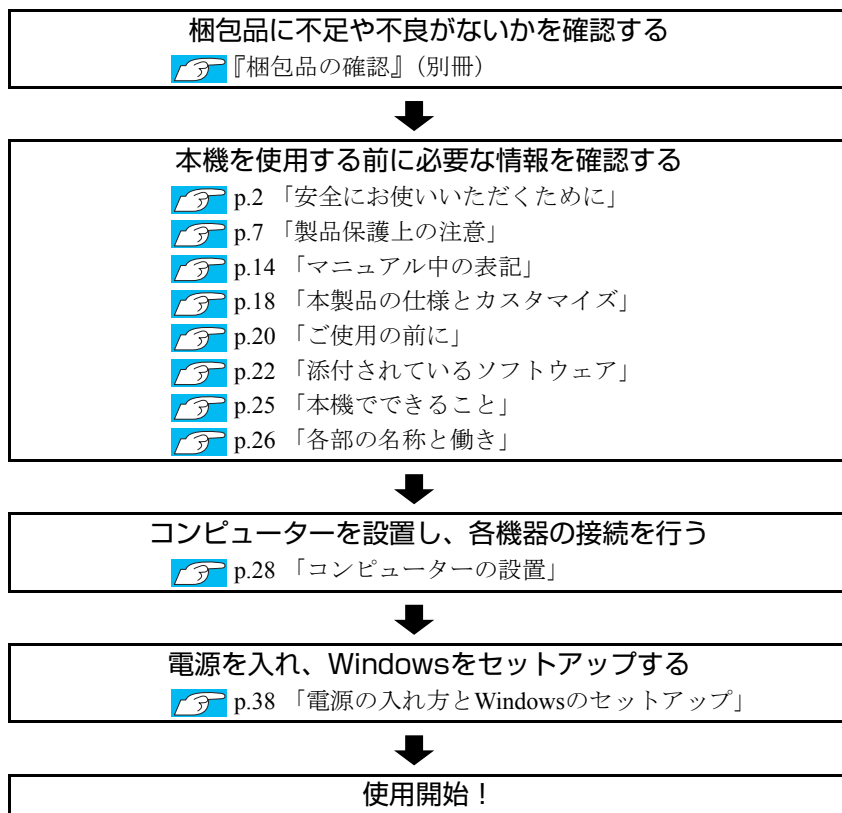 梱包品に不足や不良がないかを確認する
『梱包品の確認』(別冊)
本機を使用する前に必要な情報を確認する
p.2 「安全にお使いいただくために」
p.7 「製品保護上の注意」
p.14 「マニュアル中の表記」
p.18 「本製品の仕様とカスタマイズ」
p.20 「ご使用の前に」
p.22 「添付されているソフトウェア」
p.25 「本機でできること」
p.26 「各部の名称と働き」
コンピューターを設置し、各機器の接続を行う
p.28 「コンピューターの設置」
電源を入れ、Windowsをセットアップする
p.38 「電源の入れ方とWindowsのセットアップ」
使用開始！